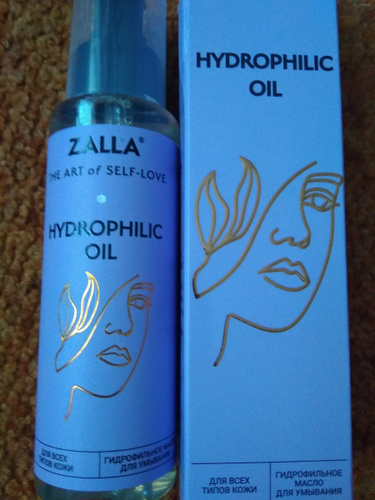 ZALLA®
THE ART of SELF-LOVE
HYDROPHILIC
OIL
ДЛЯ ВСЕХ
ТИПОВ КОЖИ
ГИДРОФИЛЬНОЕ МАСЛО
ДЛЯ УМЫВАНИЯ
HYDROPHILIC
OIL
ДЛЯ ВСЕХ
ТИПОВ КОЖИ
ГИДРОФИЛЬНОЕ
МАСЛО
ДЛЯ УМЫВАНИЯ